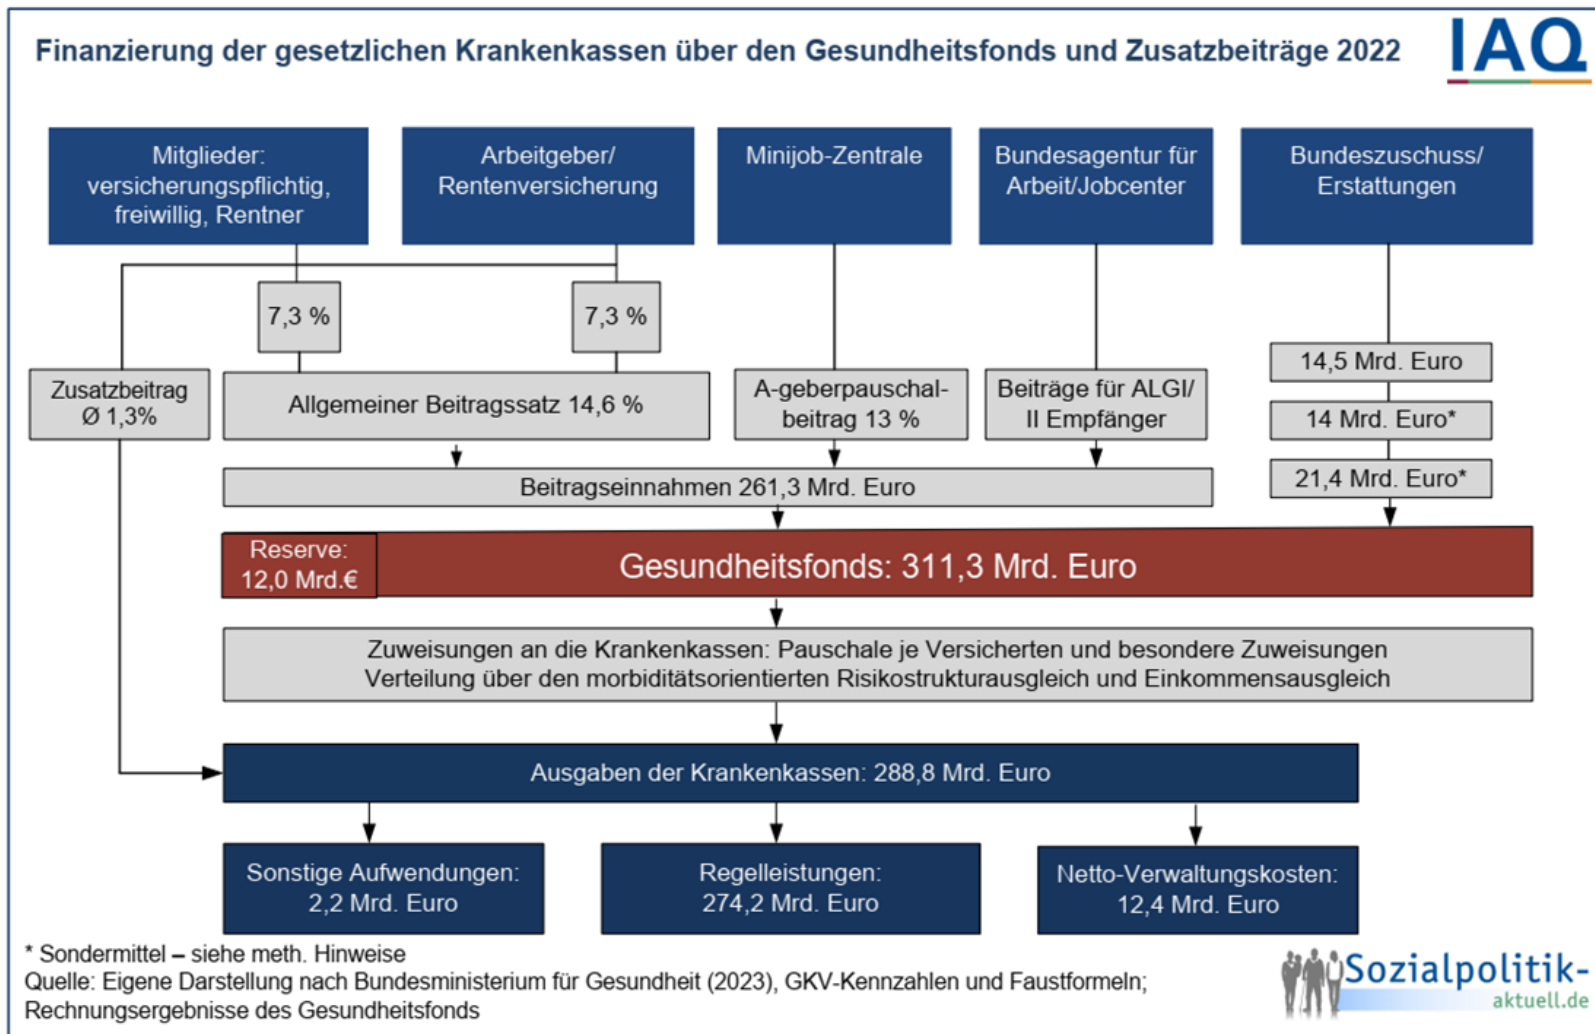 Finanzierung der gesetzlichen Krankenkassen über den Gesundheitsfonds und Zusatzbeiträge 2022
IAQ
Mitglieder:
versicherungspflichtig,
freiwillig, Rentner
Arbeitgeber/
Rentenversicherung
Minijob-Zentrale
Bundesagentur für
Arbeit/Jobcenter
Bundeszuschuss/
Erstattungen
7,3 %
7,3 %
Zusatzbeitrag
Ø 1,3%
Allgemeiner Beitragssatz 14,6 %
A-geberpauschal-
beitrag 13 %
Beiträge für ALGI/
II Empfänger
14,5 Mrd. Euro
14 Mrd. Euro*
21,4 Mrd. Euro*
Beitragseinnahmen 261,3 Mrd. Euro
Reserve:
12,0 Mrd.€
Gesundheitsfonds: 311,3 Mrd. Euro
Zuweisungen an die Krankenkassen: Pauschale je Versicherten und besondere Zuweisungen
Verteilung über den morbiditätsorientierten Risikostrukturausgleich und Einkommensausgleich
Ausgaben der Krankenkassen: 288,8 Mrd. Euro
Sonstige Aufwendungen:
2,2 Mrd. Euro
Regelleistungen:
274,2 Mrd. Euro
Netto-Verwaltungskosten:
12,4 Mrd. Euro
* Sondermittel – siehe meth. Hinweise
Quelle: Eigene Darstellung nach Bundesministerium für Gesundheit (2023), GKV-Kennzahlen und Faustformeln;
Rechnungsergebnisse des Gesundheitsfonds
Sozialpolitik-
aktuell.de